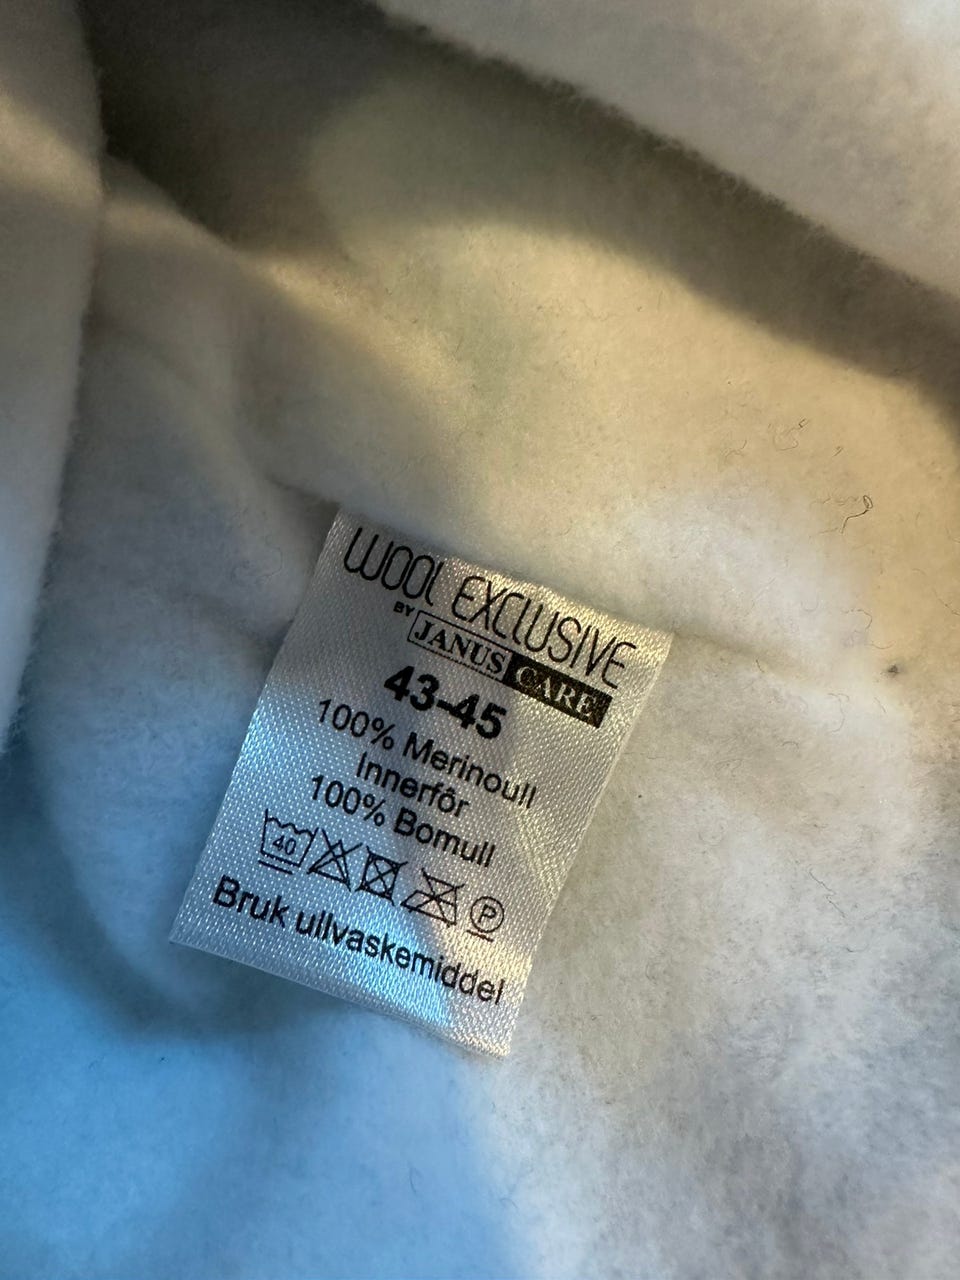 WOOL EXCLUSIVE
BY JANUS CARE
43-45
100% Merinoull
Innerfôr
100% Bomull
40 P
Bruk ullvaskemiddel